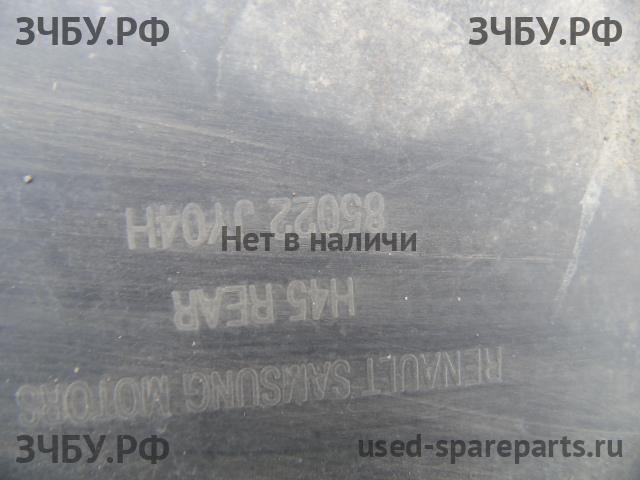 ЗЧБУ.РФ ЗЧБУ.РФ
85022 JY04H
Нет в наличи
H45 REAR
RENAULT SAMSUNG MOTORS
ЗЧБУ.РФ used-spareparts.ru